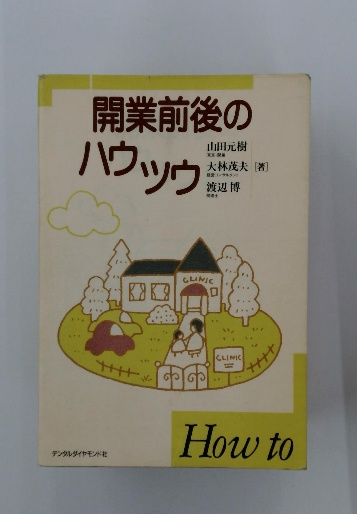 開業前後の
ハウツウ
山田元樹
大林茂夫 [著]
渡辺 博
CLINIC
CLINIC
How to
デンタルダイヤモンド社